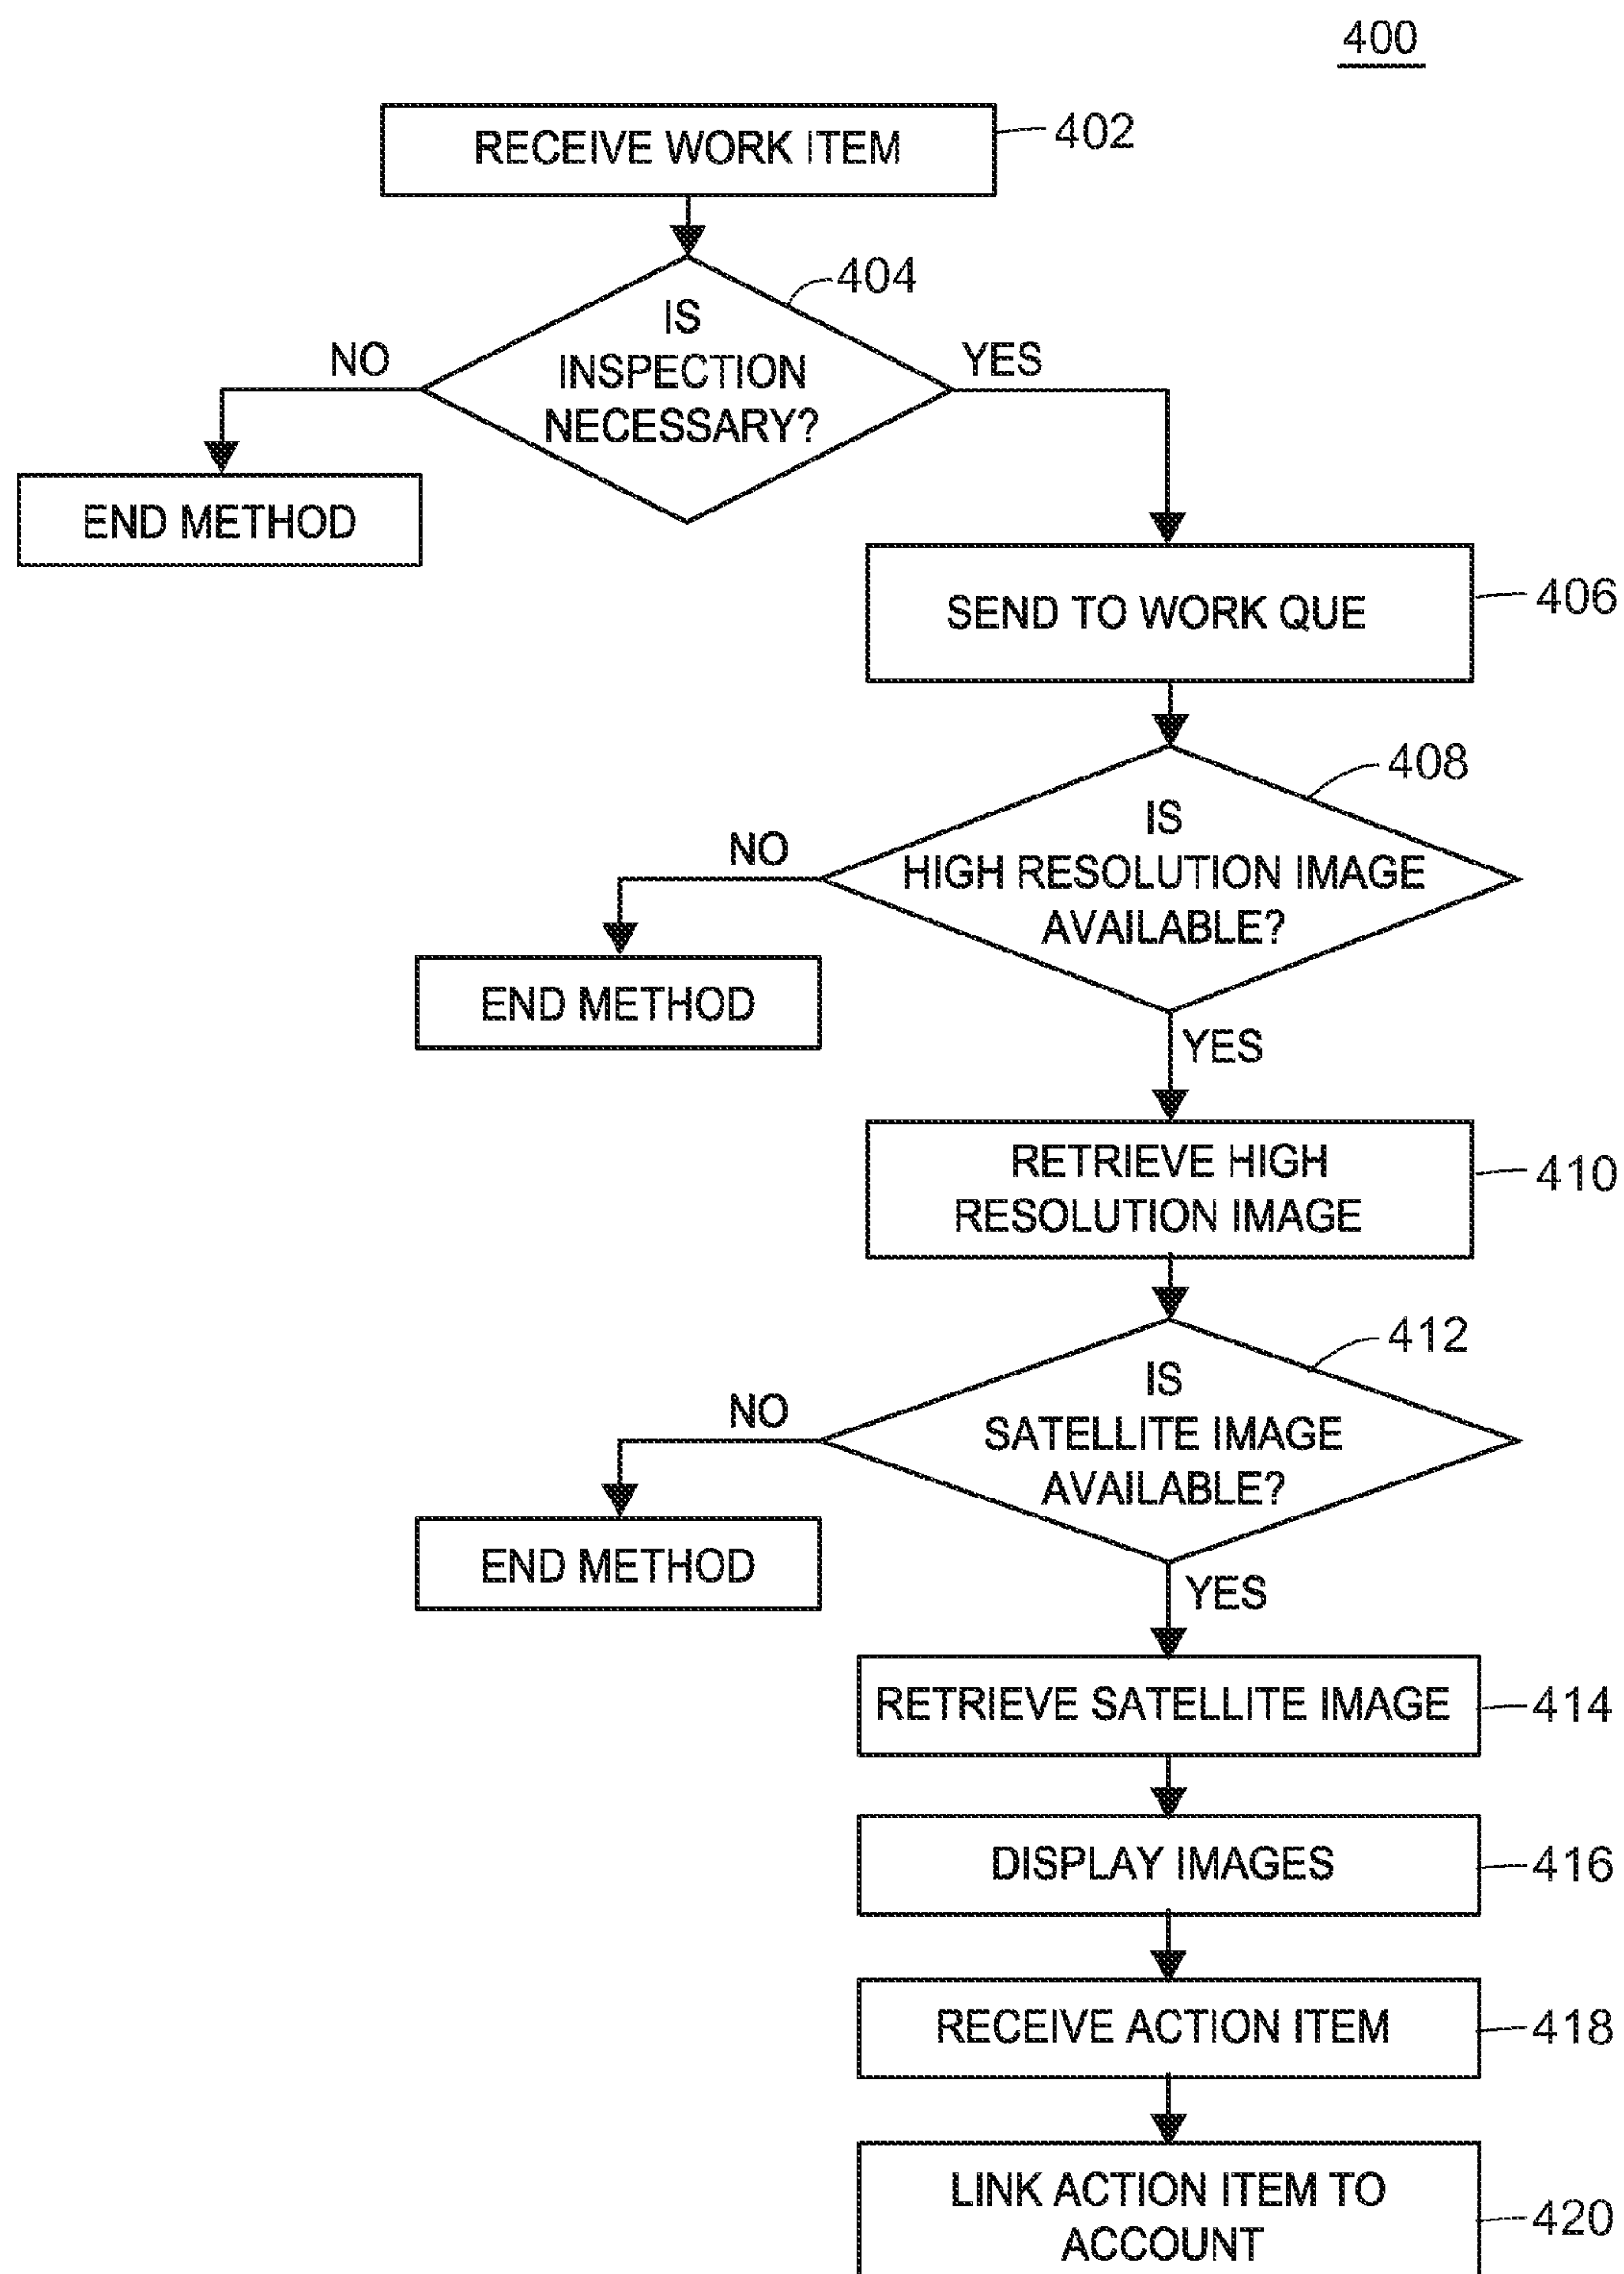 400
RECEIVE WORK ITEM
402
404
IS
INSPECTION
NECESSARY?
NO
YES
END METHOD
SEND TO WORK QUE
406
408
IS
HIGH RESOLUTION IMAGE
AVAILABLE?
NO
END METHOD
YES
RETRIEVE HIGH
RESOLUTION IMAGE
410
412
IS
SATELLITE IMAGE
AVAILABLE?
NO
END METHOD
YES
RETRIEVE SATELLITE IMAGE
414
DISPLAY IMAGES
416
RECEIVE ACTION ITEM
418
LINK ACTION ITEM TO
ACCOUNT
420